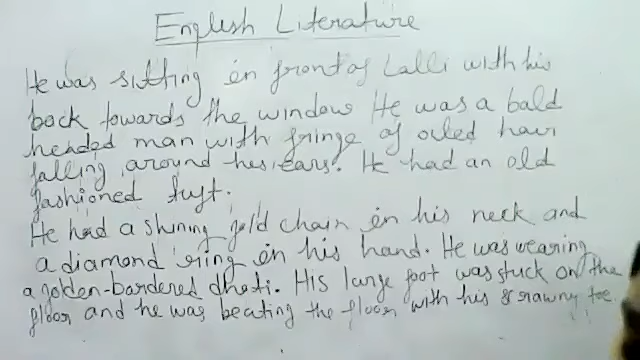 English Literature
He was sitting in front of Lalli with his
back towards the window He was a bald
headed man with fringe of oiled hair
falling around his ears. He had an old
fashioned tuft.
He had a shining gold chain in his neck and
a diamond ring in his hand. He was wearing
a golden-bardered dhoti. His large foot was stuck on the
floor and he was beating the floor with his scrawny toe.